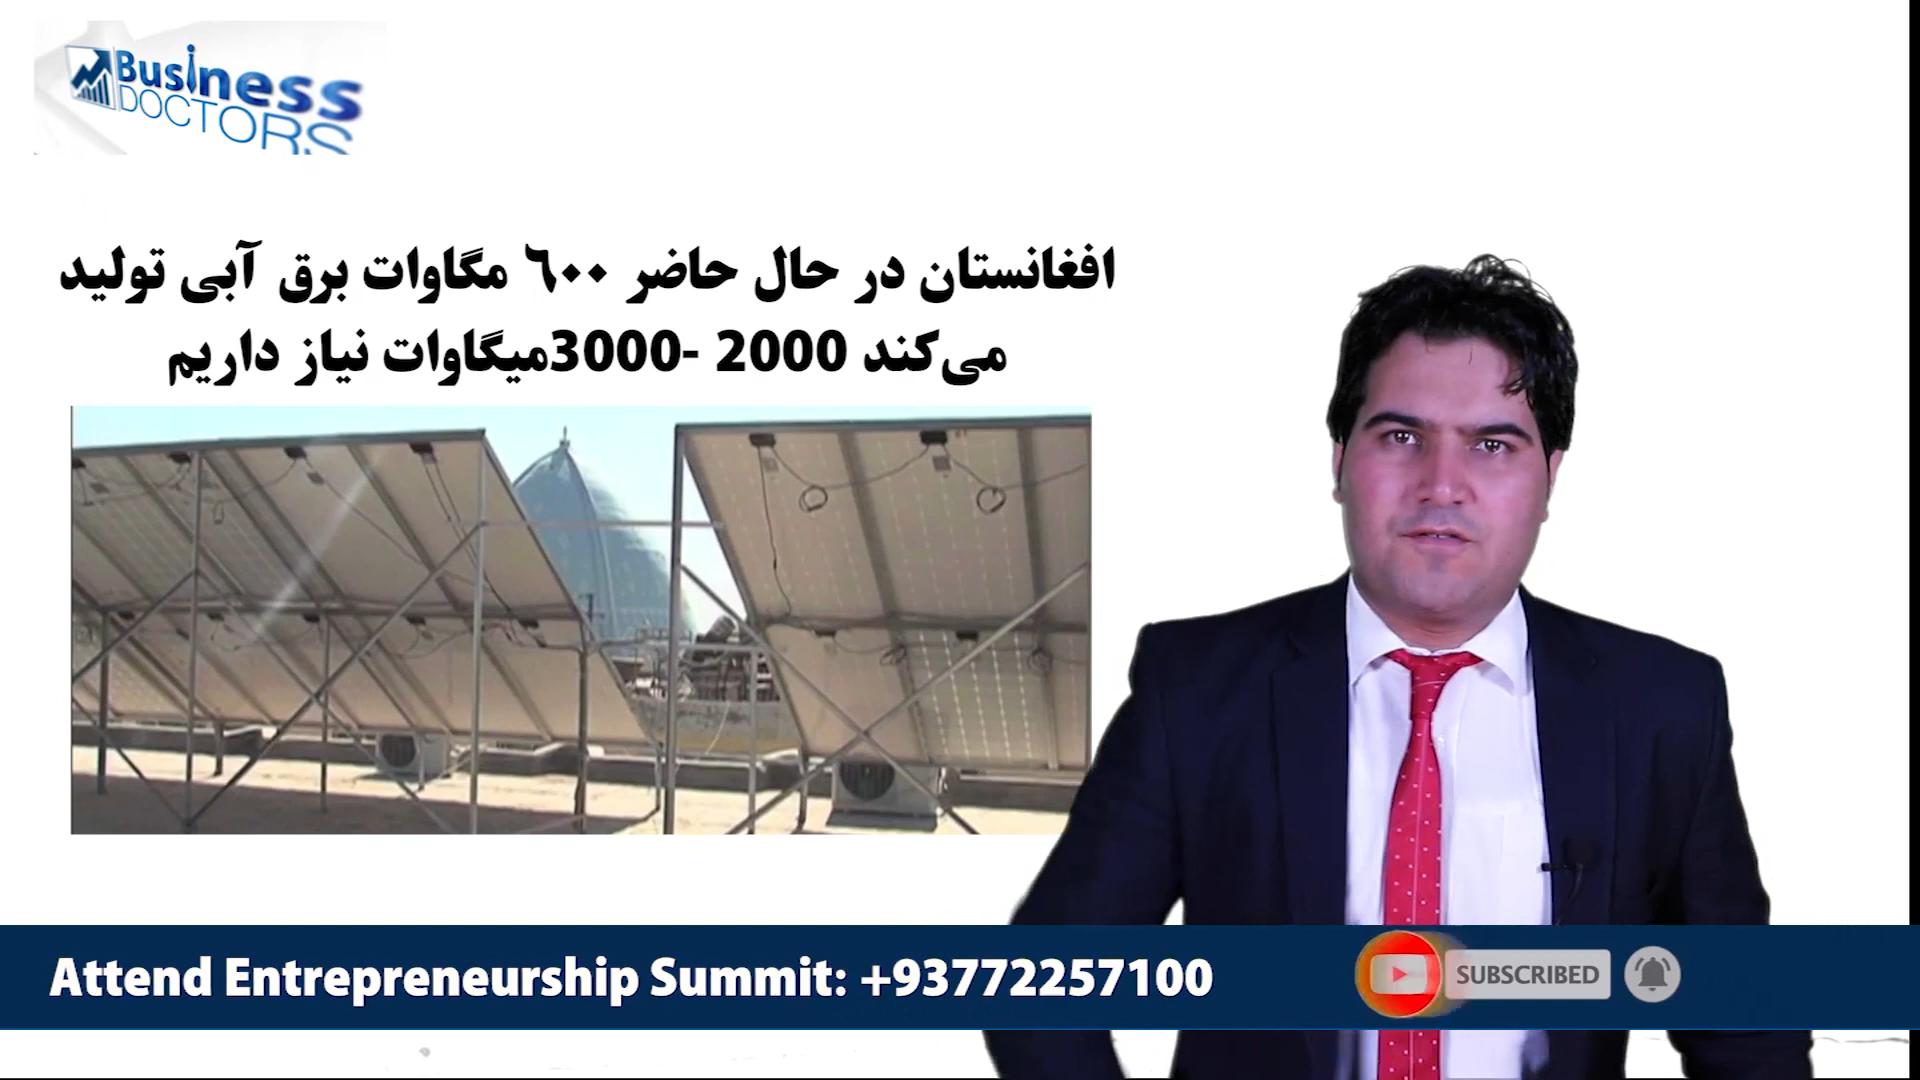 Business
DOCTORS
افغانستان در حال حاضر ٦٠٠ مگاوات برق آبی تولید
می‌کند 2000 -3000میگاوات نیاز داریم
Attend Entrepreneurship Summit: +93772257100
SUBSCRIBED